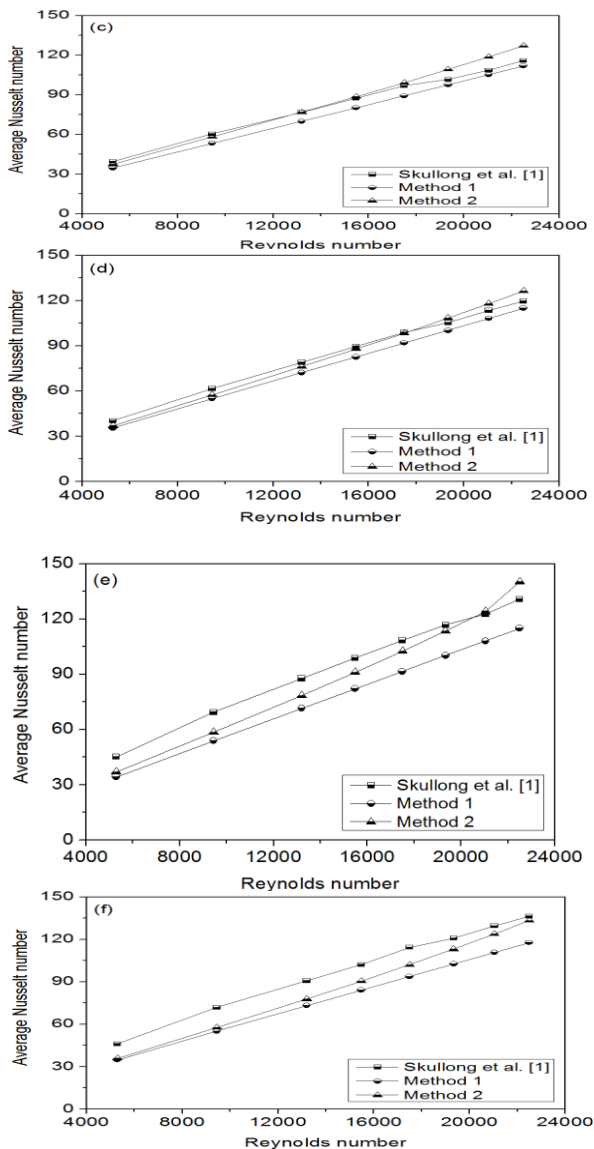 (c)
150
120
90
60
30
0
Average Nusselt number
Skullong et al. [1]
Method 1
Method 2
4000 8000 12000 16000 20000 24000
Reynolds number
(d)
150
120
90
60
30
0
Average Nusselt number
Skullong et al. [1]
Method 1
Method 2
4000 8000 12000 16000 20000 24000
Reynolds number
(e)
150
120
90
60
30
0
Average Nusselt number
Skullong et al. [1]
Method 1
Method 2
4000 8000 12000 16000 20000 24000
Reynolds number
(f)
150
120
90
60
30
0
Average Nusselt number
Skullong et al. [1]
Method 1
Method 2
4000 8000 12000 16000 20000 24000
Reynolds number